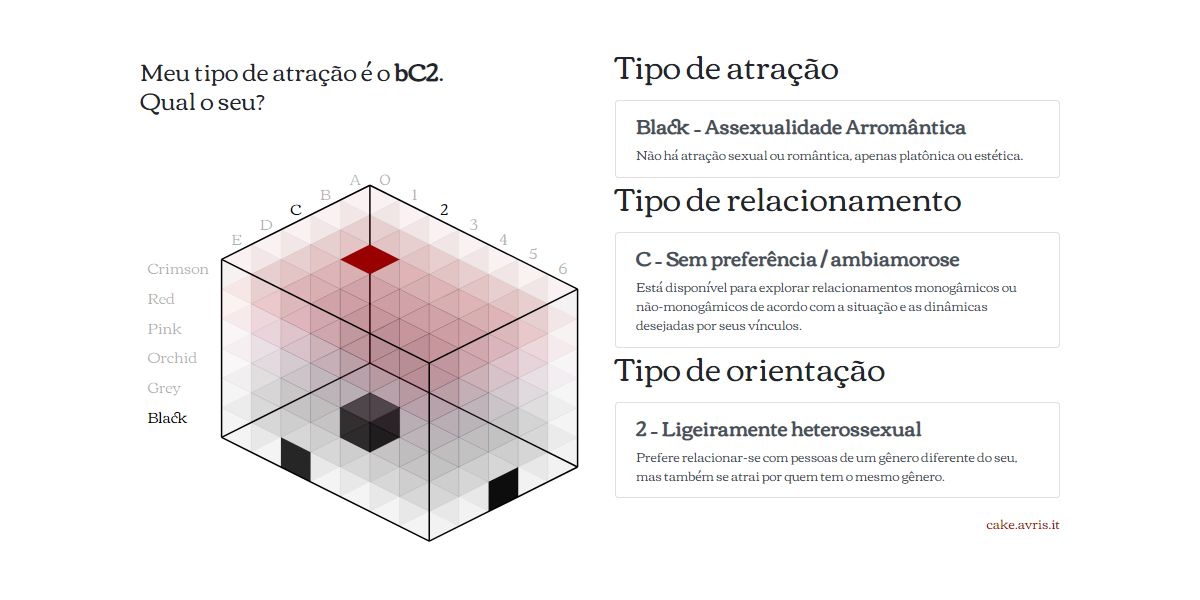 Meu tipo de atração é o bC2.
Qual o seu?
A O
B 1
C 2
D 3
E 4
5
6
Crimson
Red
Pink
Orchid
Grey
Black
Tipo de atração
Black - Assexualidade Arromântica
Não há atração sexual ou romântica, apenas platônica ou estética.
Tipo de relacionamento
C - Sem preferência / ambiamorose
Está disponível para explorar relacionamentos monogâmicos ou
não-monogâmicos de acordo com a situação e as dinâmicas
desejadas por seus vínculos.
Tipo de orientação
2 - Ligeiramente heterossexual
Prefere relacionar-se com pessoas de um gênero diferente do seu,
mas também se atrai por quem tem o mesmo gênero.
cake.avris.it